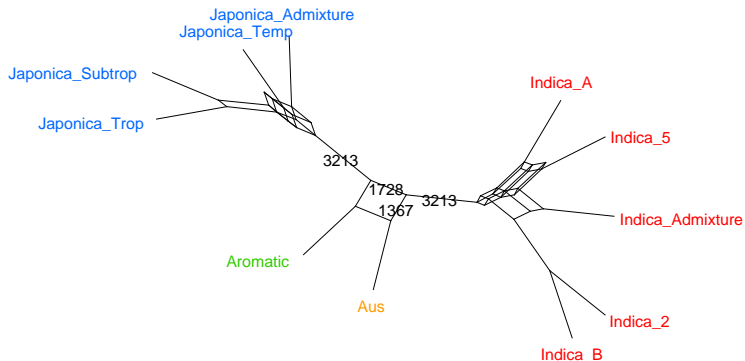 Japonica_Admixture
Japonica_Temp
Japonica_Subtrop
Japonica_Trop
Indica_A
Indica_5
3213
1728
3213
1367
Indica_Admixture
Aromatic
Aus
Indica_2
Indica_B